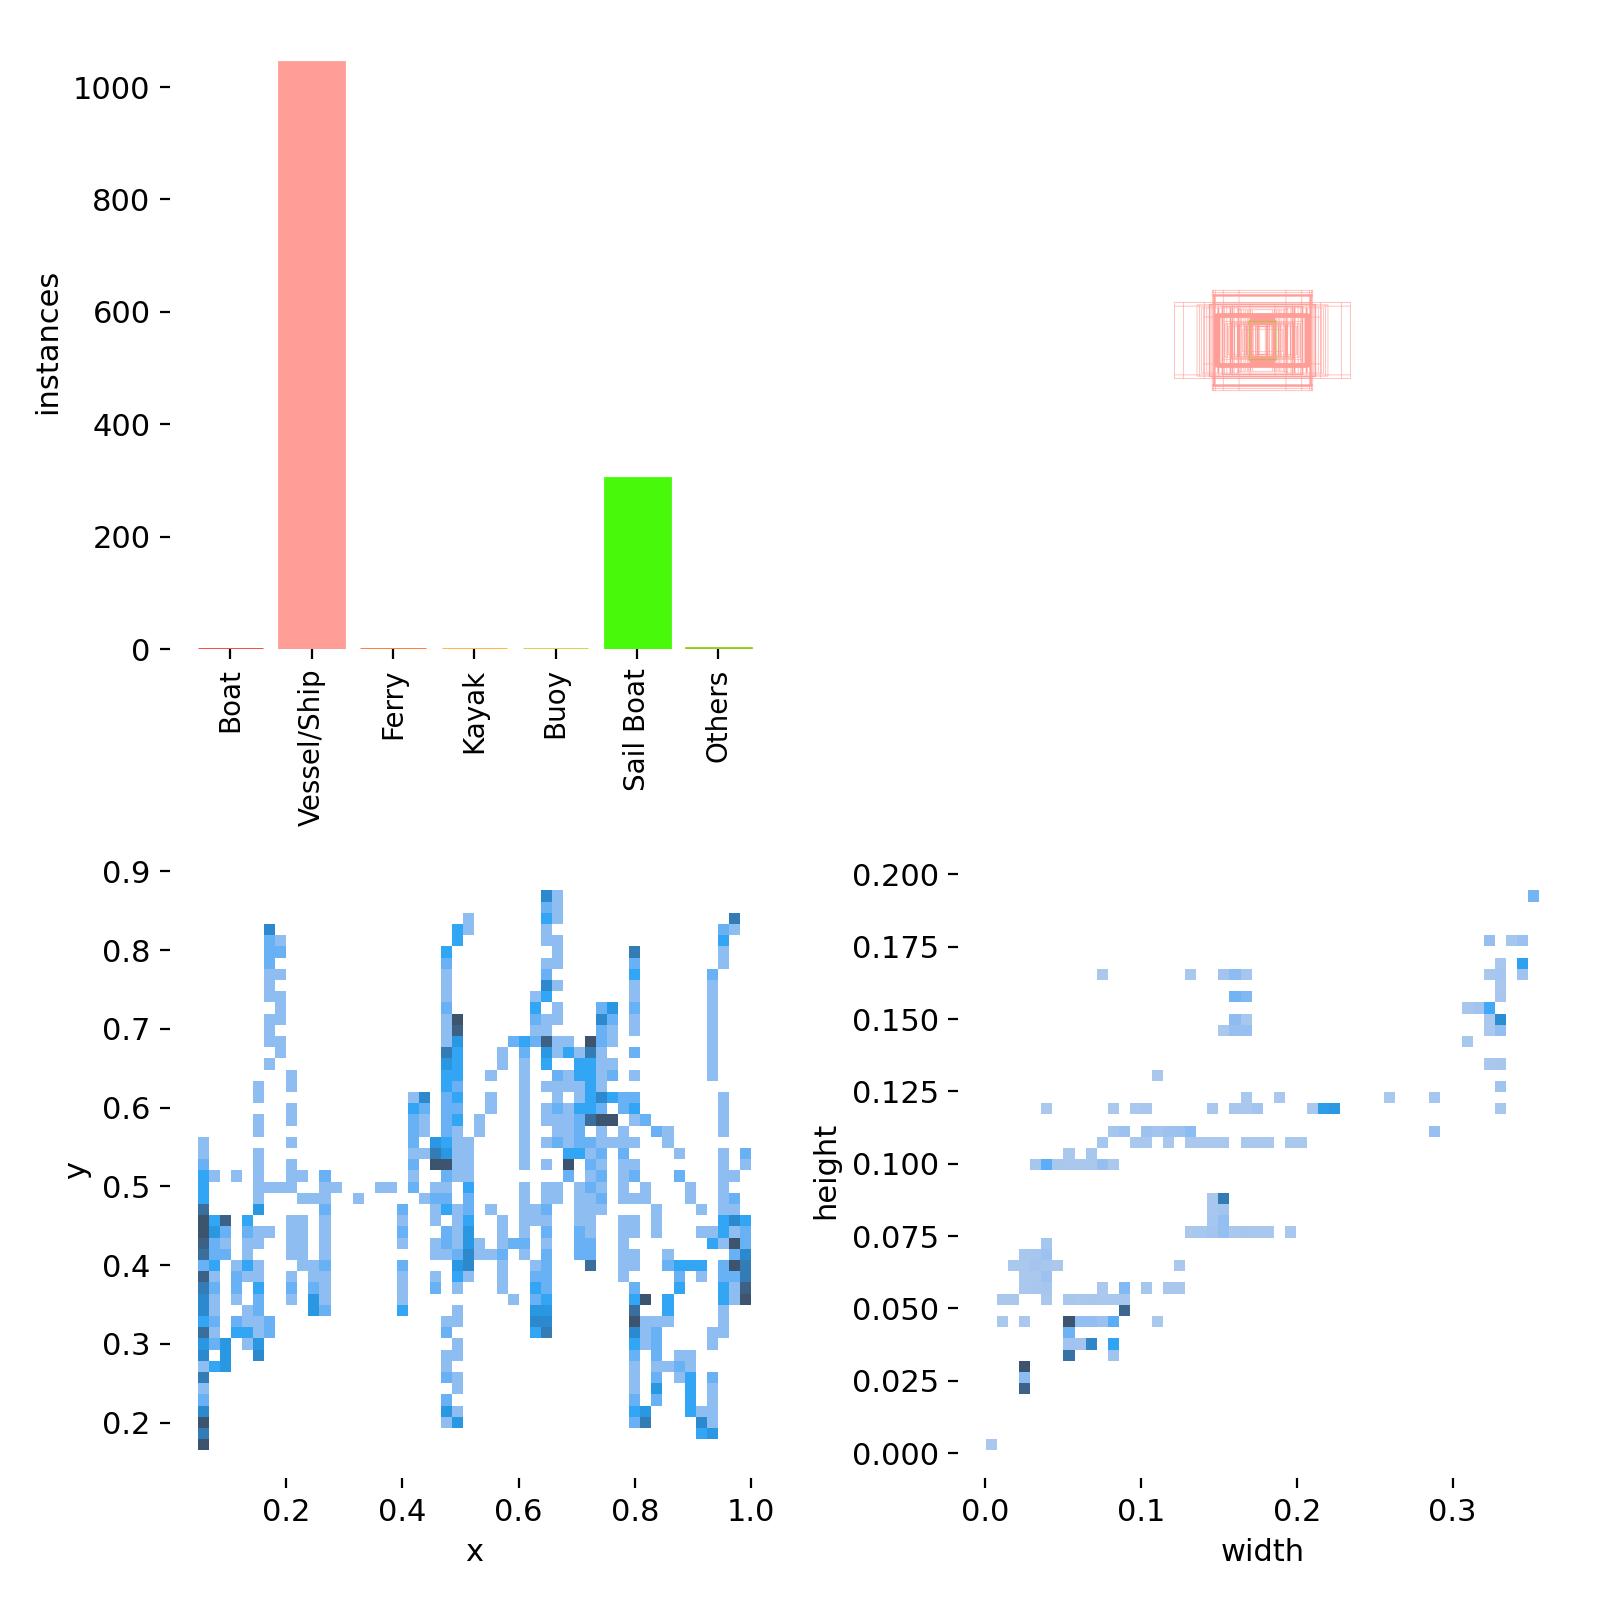 1000
800
600
400
200
0
instances
Boat
Vessel/Ship
Ferry
Kayak
Buoy
Sail Boat
Others
0.9
0.8
0.7
0.6
0.5
0.4
0.3
0.2
y
0.2 0.4 0.6 0.8 1.0
x
0.200
0.175
0.150
0.125
0.100
0.075
0.050
0.025
0.000
height
0.0 0.1 0.2 0.3
width